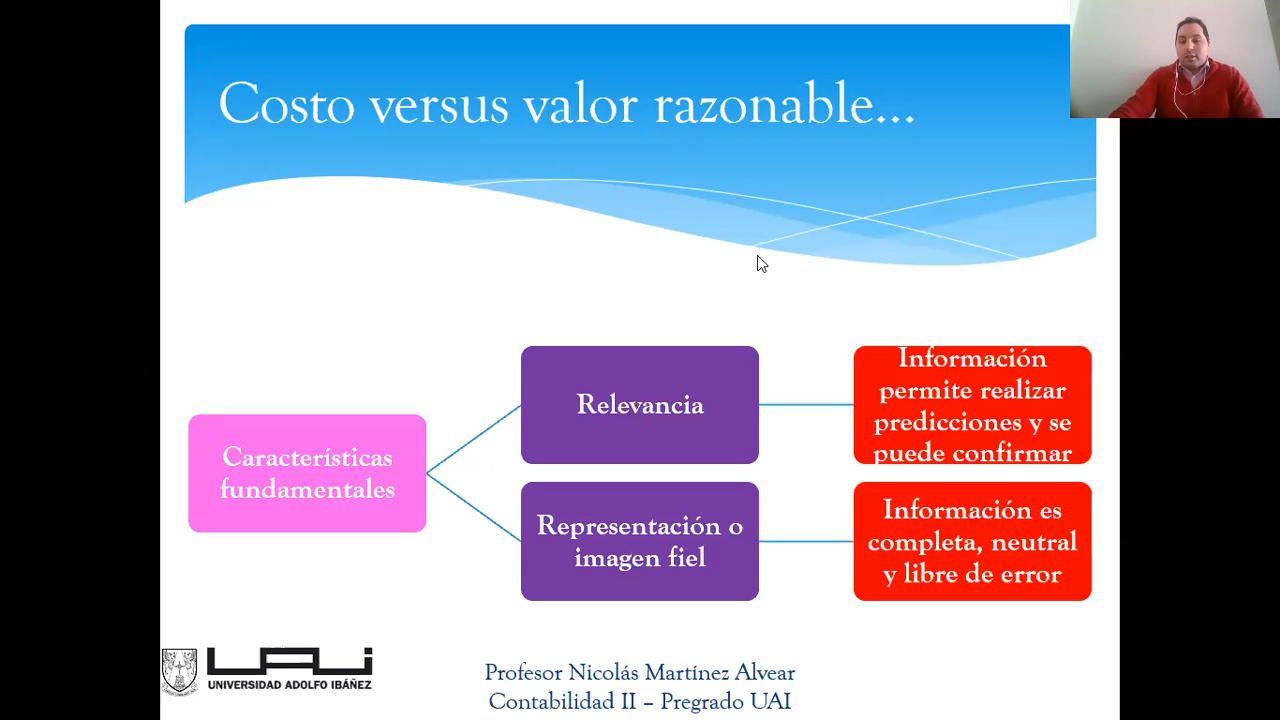 Costo versus valor razonable...
Características
fundamentales
Relevancia
Información
permite realizar
predicciones y se
puede confirmar
Representación o
imagen fiel
Información es
completa, neutral
y libre de error
UAI
UNIVERSIDAD ADOLFO IBÁÑEZ
Profesor Nicolás Martínez Alvear
Contabilidad II – Pregrado UAI